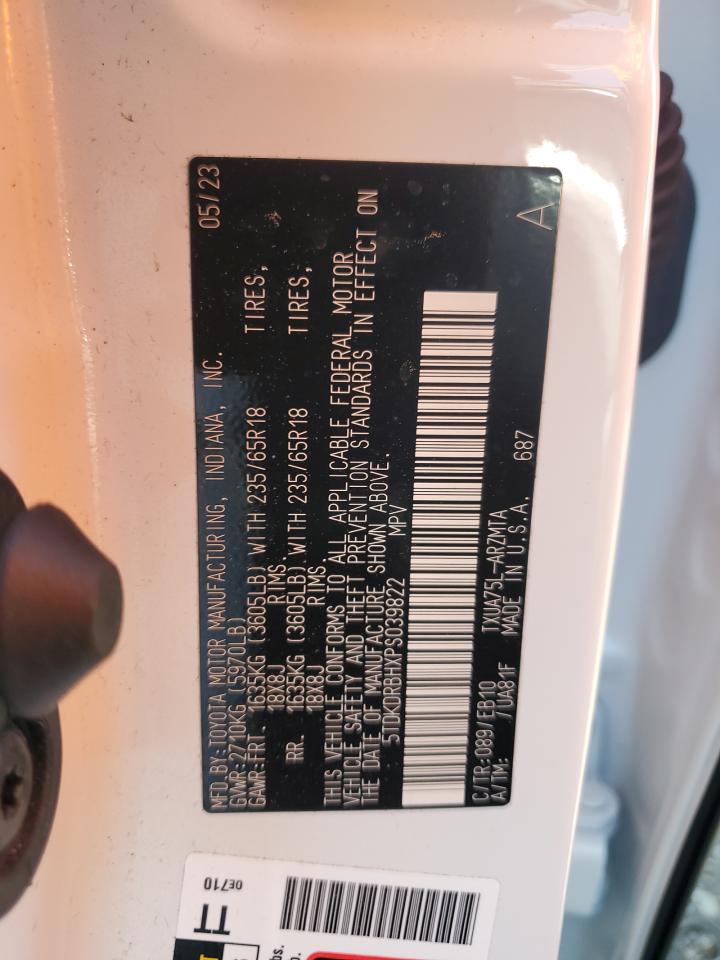 MFD.BY:TOYOTA MOTOR MANUFACTURING, INDIANA, INC. 05/23
GVWR:2710KG (5970LB)
GAWR:FRT. 1635KG (3605LB) WITH 235/65R18 TIRES,
18X8J RIMS
RR. 1635KG (3605LB) WITH 235/65R18 TIRES,
18X8J RIMS
THIS VEHICLE CONFORMS TO ALL APPLICABLE FEDERAL MOTOR
VEHICLE SAFETY AND THEFT PREVENTION STANDARDS IN EFFECT ON
THE DATE OF MANUFACTURE SHOWN ABOVE.
5TDKDRBHXPS039822 MPV
C/TR:089/EB10 TXUA75L-ARZMTA
A/TM: /UA81F MADE IN U.S.A. 687
A
TT
0E710